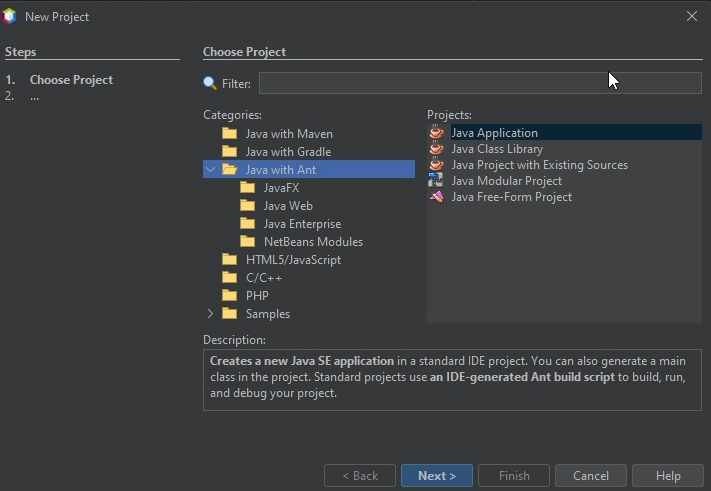 New Project
Steps
1. Choose Project
2. ...
Choose Project
Filter:
Categories:
Java with Maven
Java with Gradle
Java with Ant
JavaFX
Java Web
Java Enterprise
NetBeans Modules
HTML5/JavaScript
C/C++
PHP
Samples
Projects:
Java Application
Java Class Library
Java Project with Existing Sources
Java Modular Project
Java Free-Form Project
Description:
Creates a new Java SE application in a standard IDE project. You can also generate a main
class in the project. Standard projects use an IDE-generated Ant build script to build, run,
and debug your project.
< Back
Next >
Finish
Cancel
Help